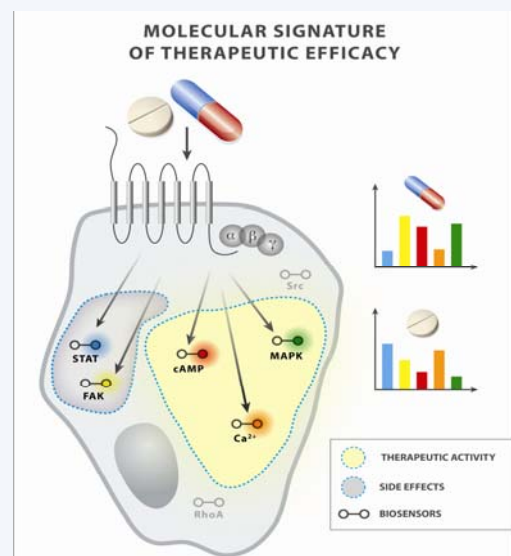 MOLECULAR SIGNATURE
OF THERAPEUTIC EFFICACY
α β γ
Src
STAT
FAK
cAMP
MAPK
Ca²⁺
RhoA
THERAPEUTIC ACTIVITY
SIDE EFFECTS
BIOSENSORS